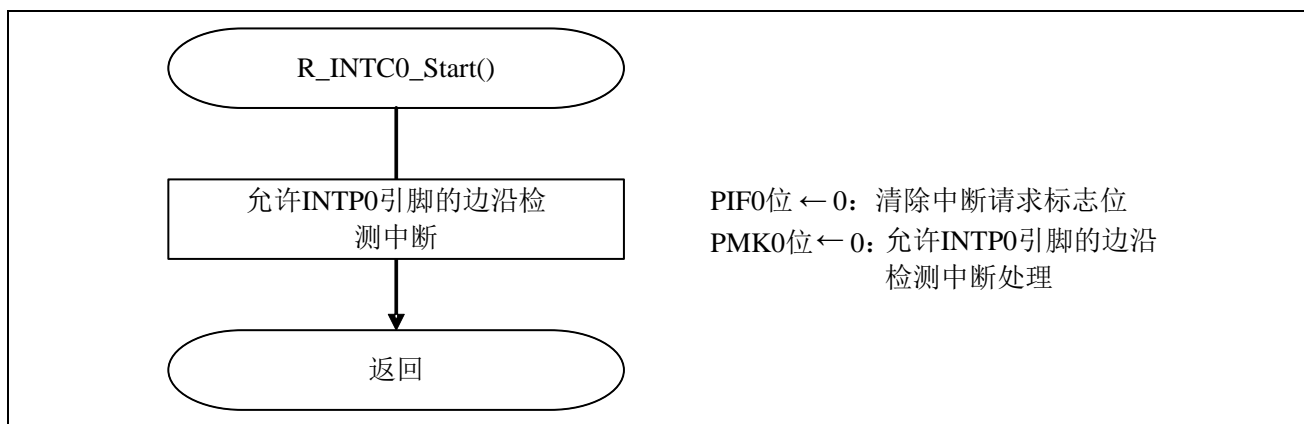 R_INTC0_Start()
允许INTP0引脚的边沿检
测中断
PIF0位 ← 0：清除中断请求标志位
PMK0位 ← 0：允许INTP0引脚的边沿
检测中断处理
返回